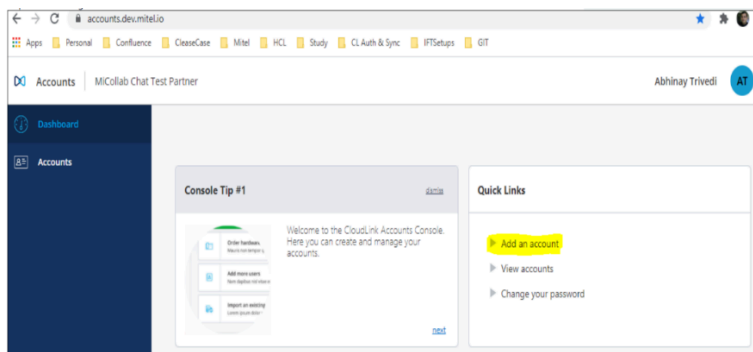 accounts.dev.mitel.io
Apps Personal Confluence CleaseCase Mitel HCL Study CL Auth & Sync IFTSetups GIT
Accounts MiCollab Chat Test Partner Abhinay Trivedi AT
Dashboard
Accounts
Console Tip #1 dismiss
Welcome to the CloudLink Accounts Console.
Here you can create and manage your
accounts.
Order hardware
Add more users
Import an existing
next
Quick Links
Add an account
View accounts
Change your password